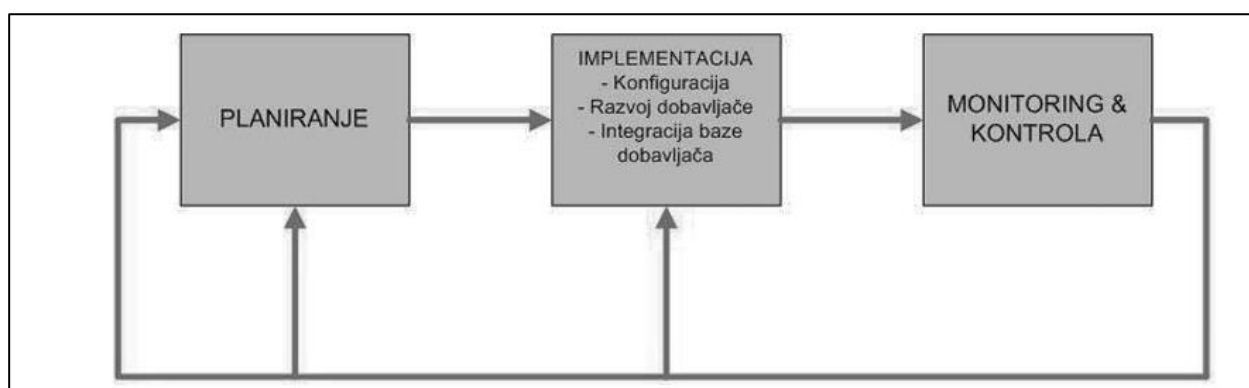 PLANIRANJE
IMPLEMENTACIJA
- Konfiguracija
- Razvoj dobavljače
- Integracija baze
dobavljača
MONITORING &
KONTROLA